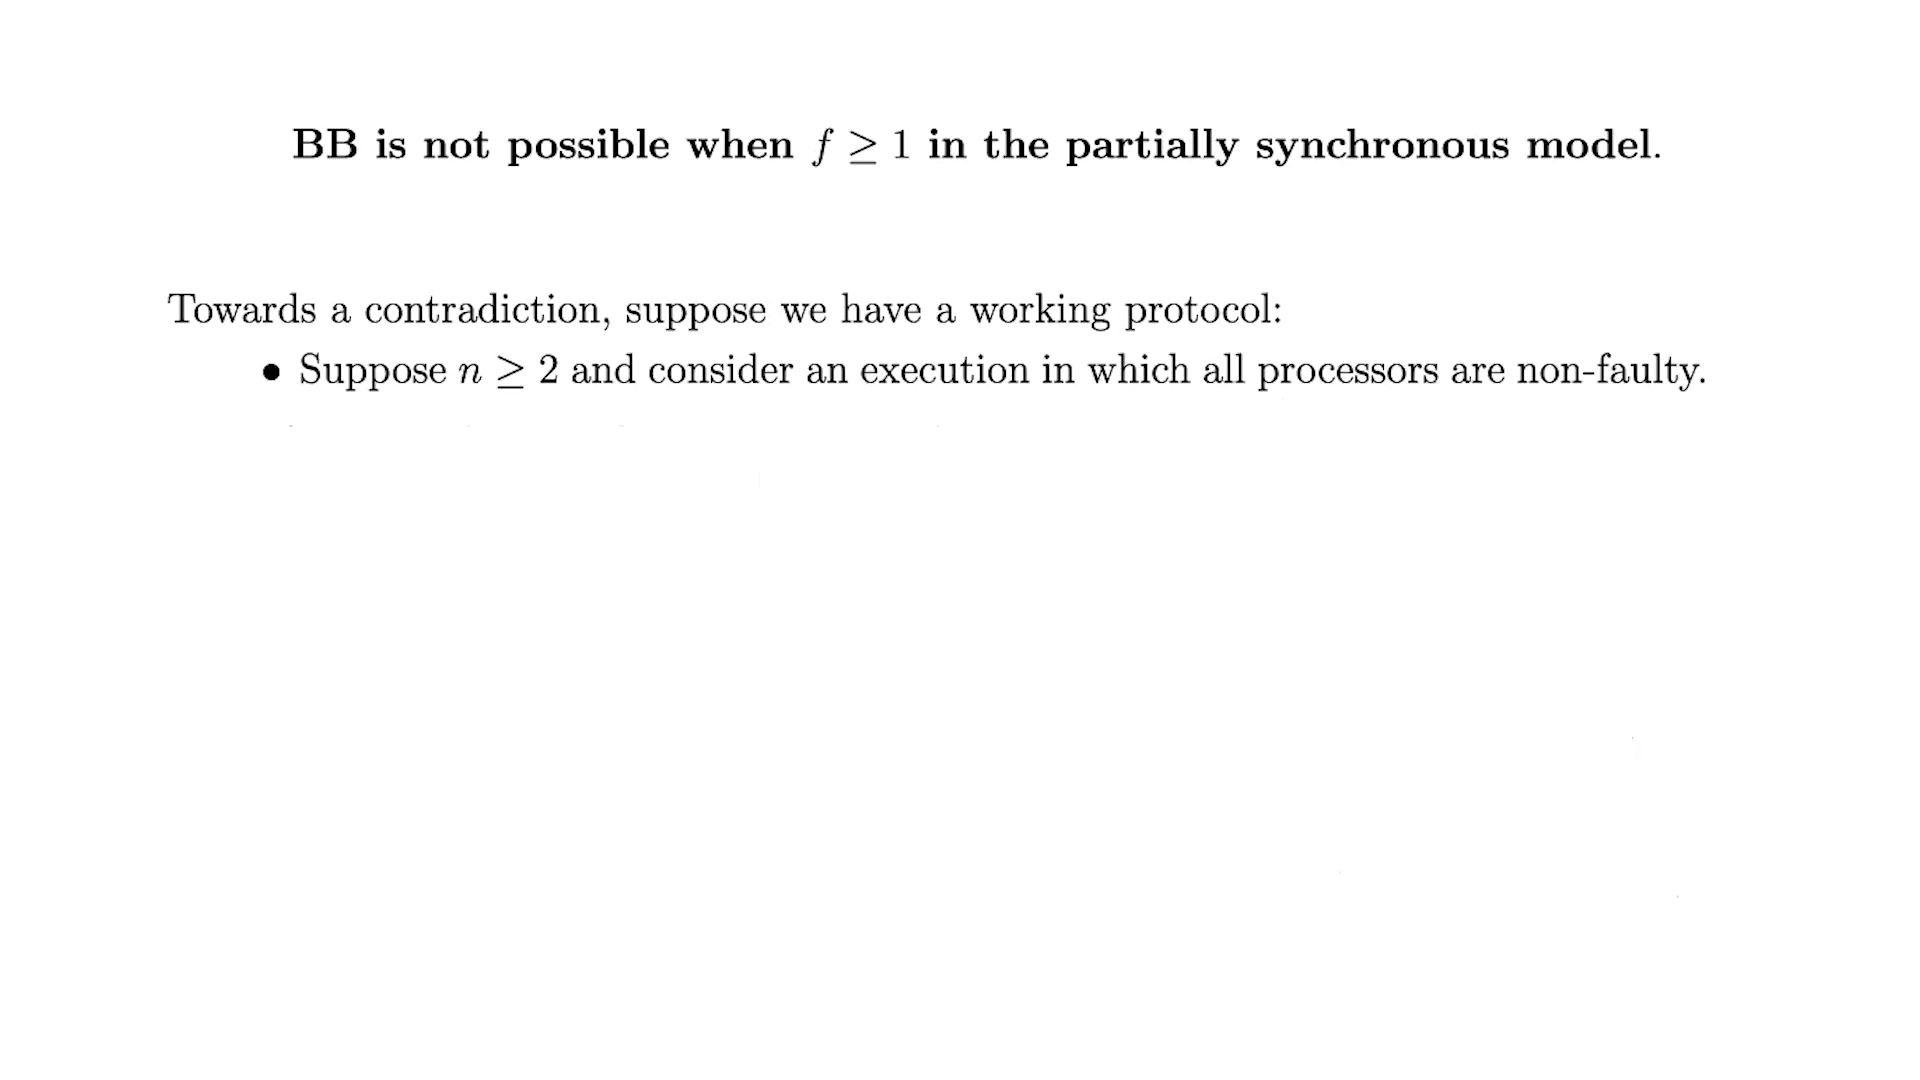 BB is not possible when f ≥ 1 in the partially synchronous model.
Towards a contradiction, suppose we have a working protocol:
• Suppose n ≥ 2 and consider an execution in which all processors are non-faulty.